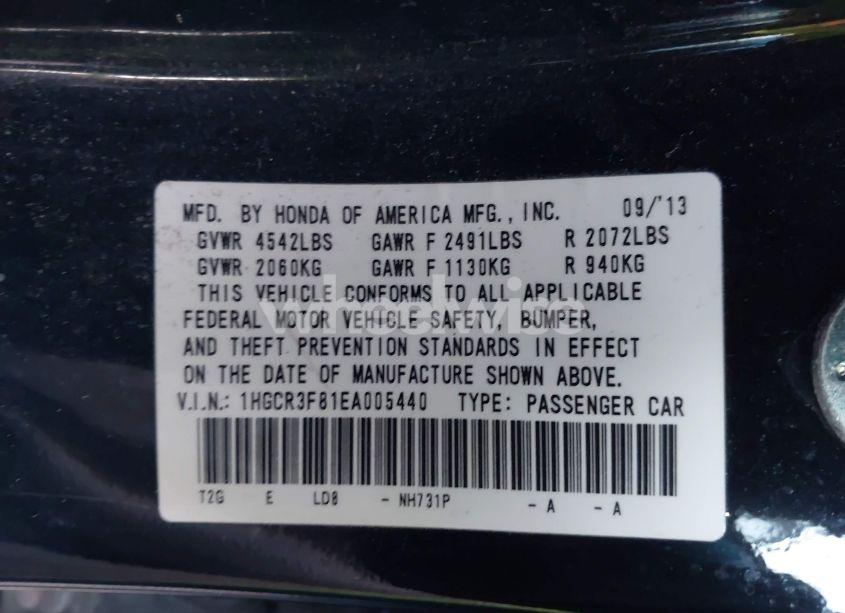 MFD. BY HONDA OF AMERICA MFG., INC. 09/'13
GVWR 4542LBS GAWR F 2491LBS R 2072LBS
GVWR 2060KG GAWR F 1130KG R 940KG
THIS VEHICLE CONFORMS TO ALL APPLICABLE
FEDERAL MOTOR VEHICLE SAFETY, BUMPER,
AND THEFT PREVENTION STANDARDS IN EFFECT
ON THE DATE OF MANUFACTURE SHOWN ABOVE.
V.I.N.: 1HGCR3F81EA005440 TYPE: PASSENGER CAR
T2G E LD8 - NH731P - A - A
wheelwire